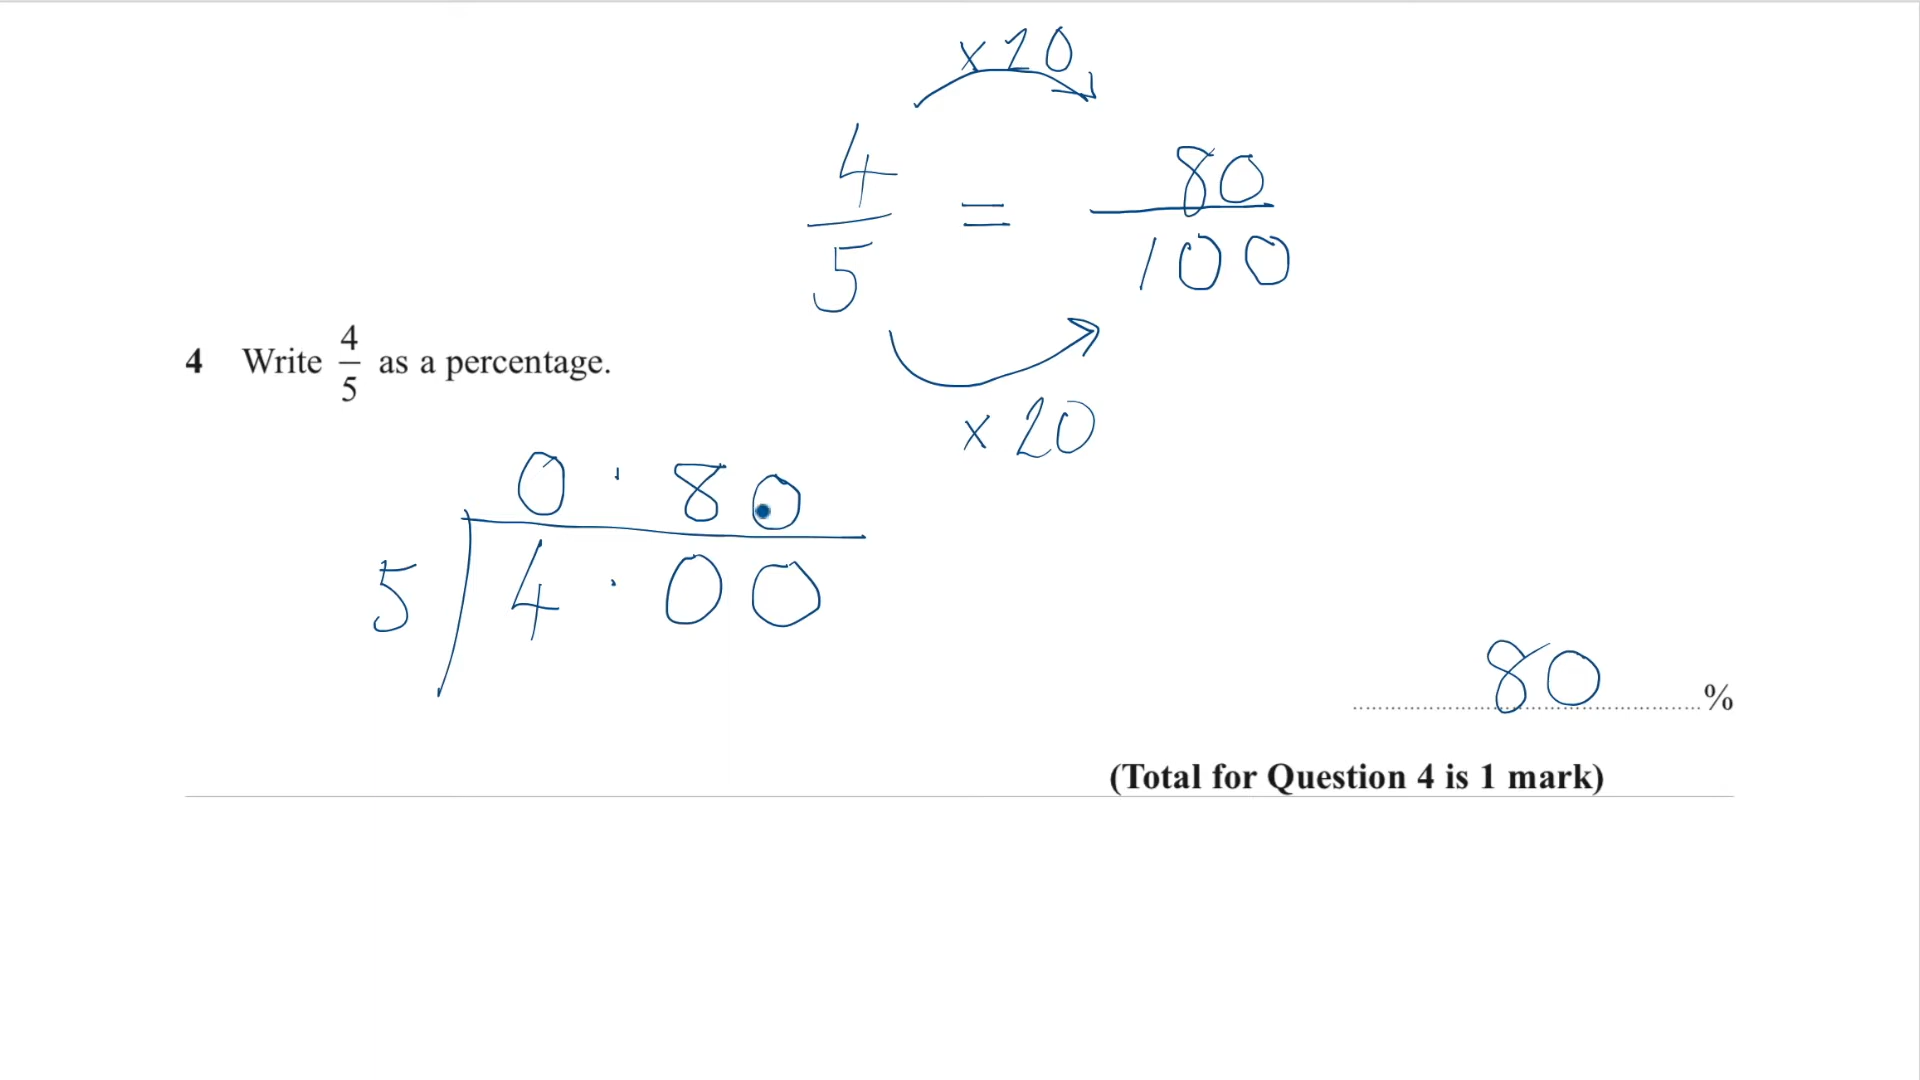 ×20
4/5 = 80/100
×20
4 Write 4/5 as a percentage.
0.80
5 4.00
80 %
(Total for Question 4 is 1 mark)